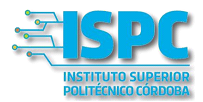 ISPC
INSTITUTO SUPERIOR
POLITÉCNICO CÓRDOBA